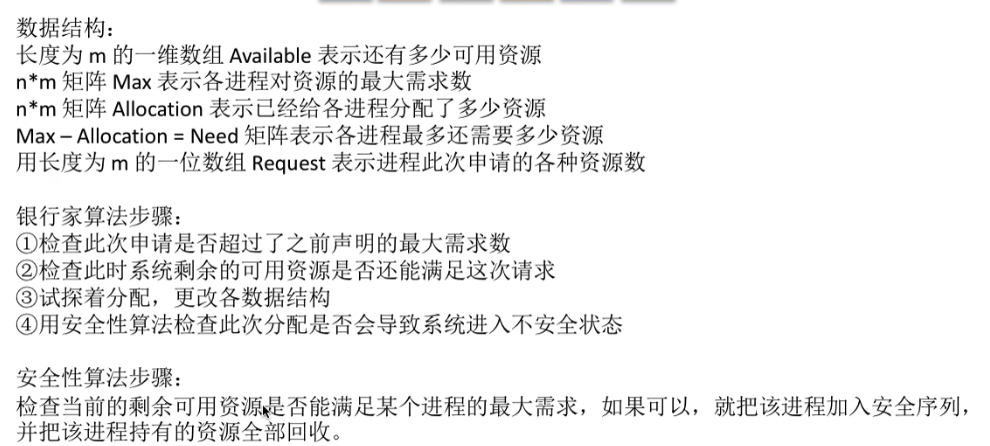 数据结构：
长度为 m 的一维数组 Available 表示还有多少可用资源
n*m 矩阵 Max 表示各进程对资源的最大需求数
n*m 矩阵 Allocation 表示已经给各进程分配了多少资源
Max – Allocation = Need 矩阵表示各进程最多还需要多少资源
用长度为 m 的一位数组 Request 表示进程此次申请的各种资源数
银行家算法步骤：
①检查此次申请是否超过了之前声明的最大需求数
②检查此时系统剩余的可用资源是否还能满足这次请求
③试探着分配，更改各数据结构
④用安全性算法检查此次分配是否会导致系统进入不安全状态
安全性算法步骤：
检查当前的剩余可用资源是否能满足某个进程的最大需求，如果可以，就把该进程加入安全序列，
并把该进程持有的资源全部回收。